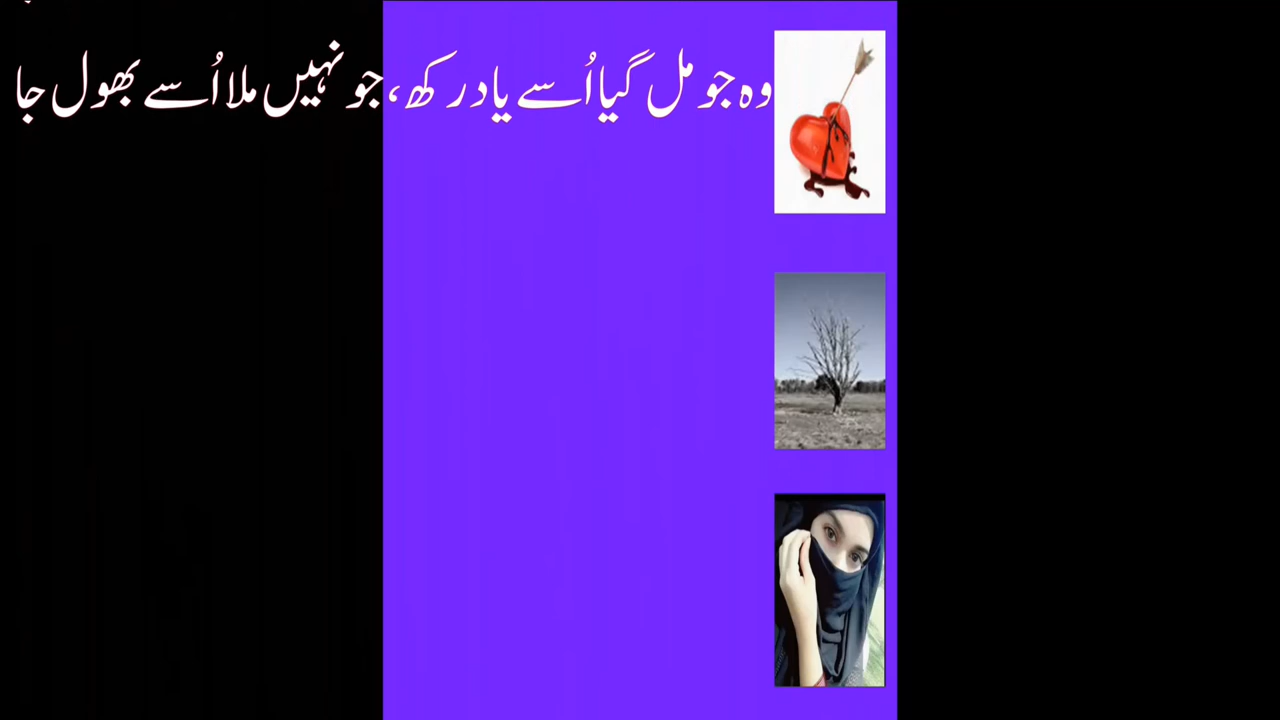 وہ جو مل گیا اُسے یاد رکھ، جو نہیں ملا اُسے بھول جا